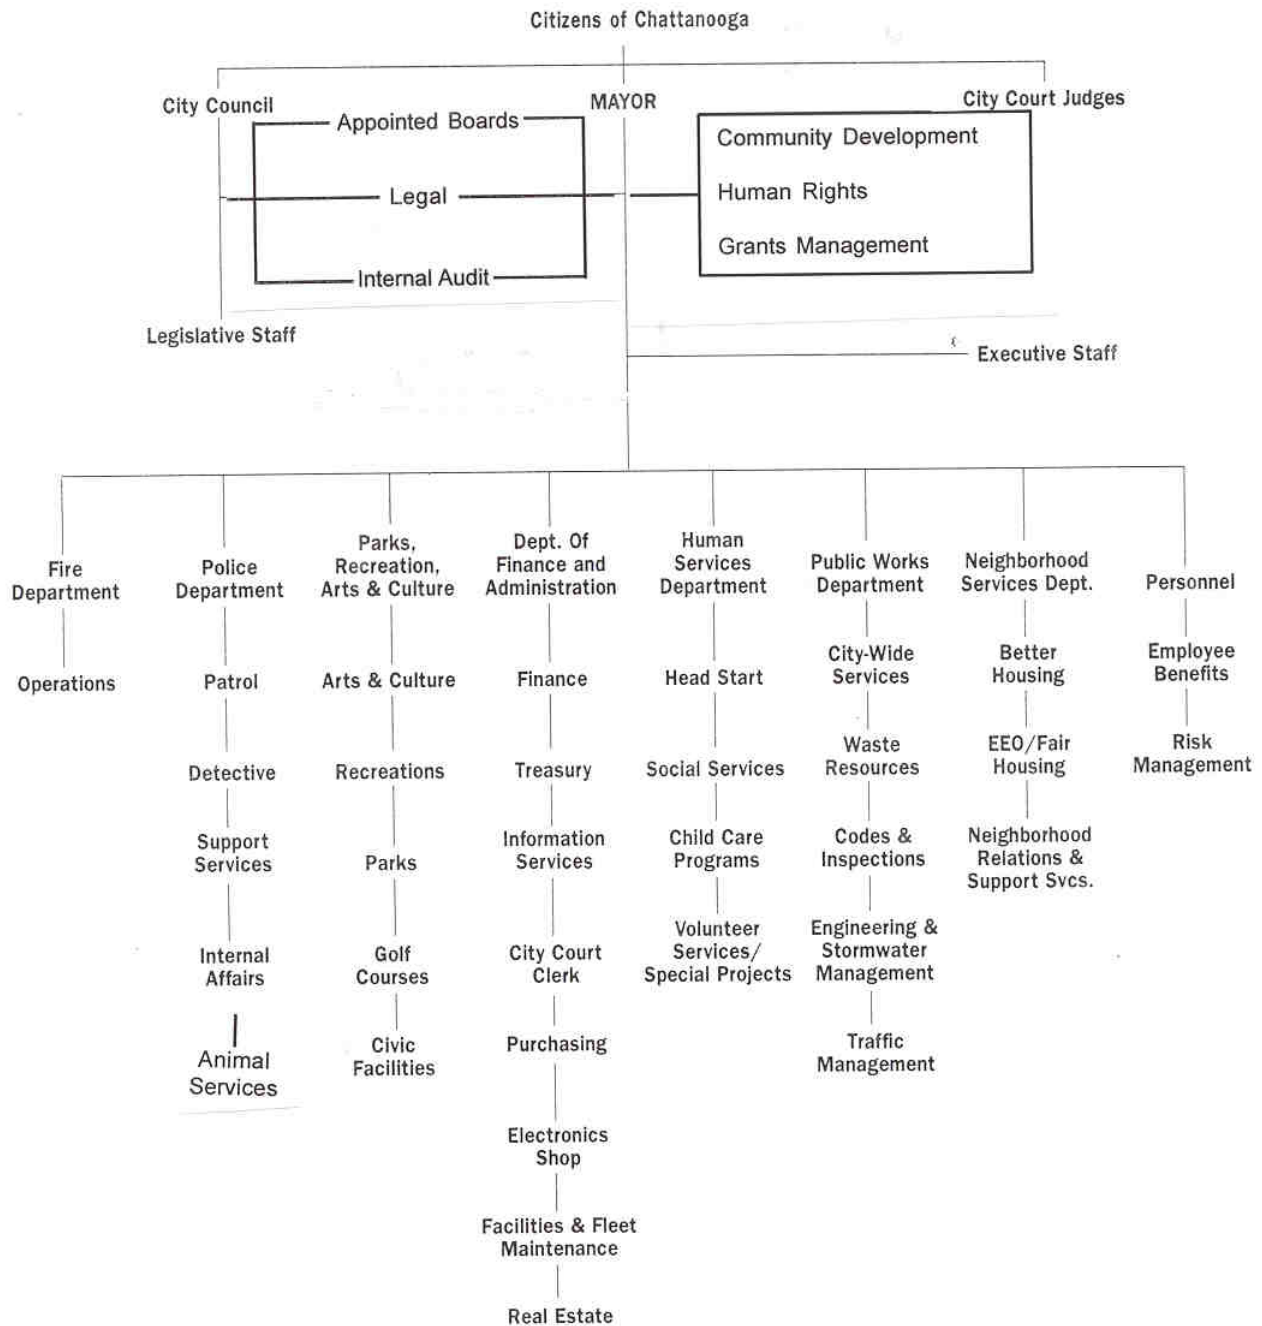 Citizens of Chattanooga
City Council
MAYOR
City Court Judges
Appointed Boards
Legal
Internal Audit
Community Development
Human Rights
Grants Management
Legislative Staff
Executive Staff
Fire
Department
Operations
Police
Department
Patrol
Detective
Support
Services
Internal
Affairs
Animal
Services
Parks,
Recreation,
Arts & Culture
Arts & Culture
Recreations
Parks
Golf
Courses
Civic
Facilities
Dept. Of
Finance and
Administration
Finance
Treasury
Information
Services
City Court
Clerk
Purchasing
Electronics
Shop
Facilities & Fleet
Maintenance
Real Estate
Human
Services
Department
Head Start
Social Services
Child Care
Programs
Volunteer
Services/
Special Projects
Public Works
Department
City-Wide
Services
Waste
Resources
Codes &
Inspections
Engineering &
Stormwater
Management
Traffic
Management
Neighborhood
Services Dept.
Better
Housing
EEO/Fair
Housing
Neighborhood
Relations &
Support Svcs.
Personnel
Employee
Benefits
Risk
Management